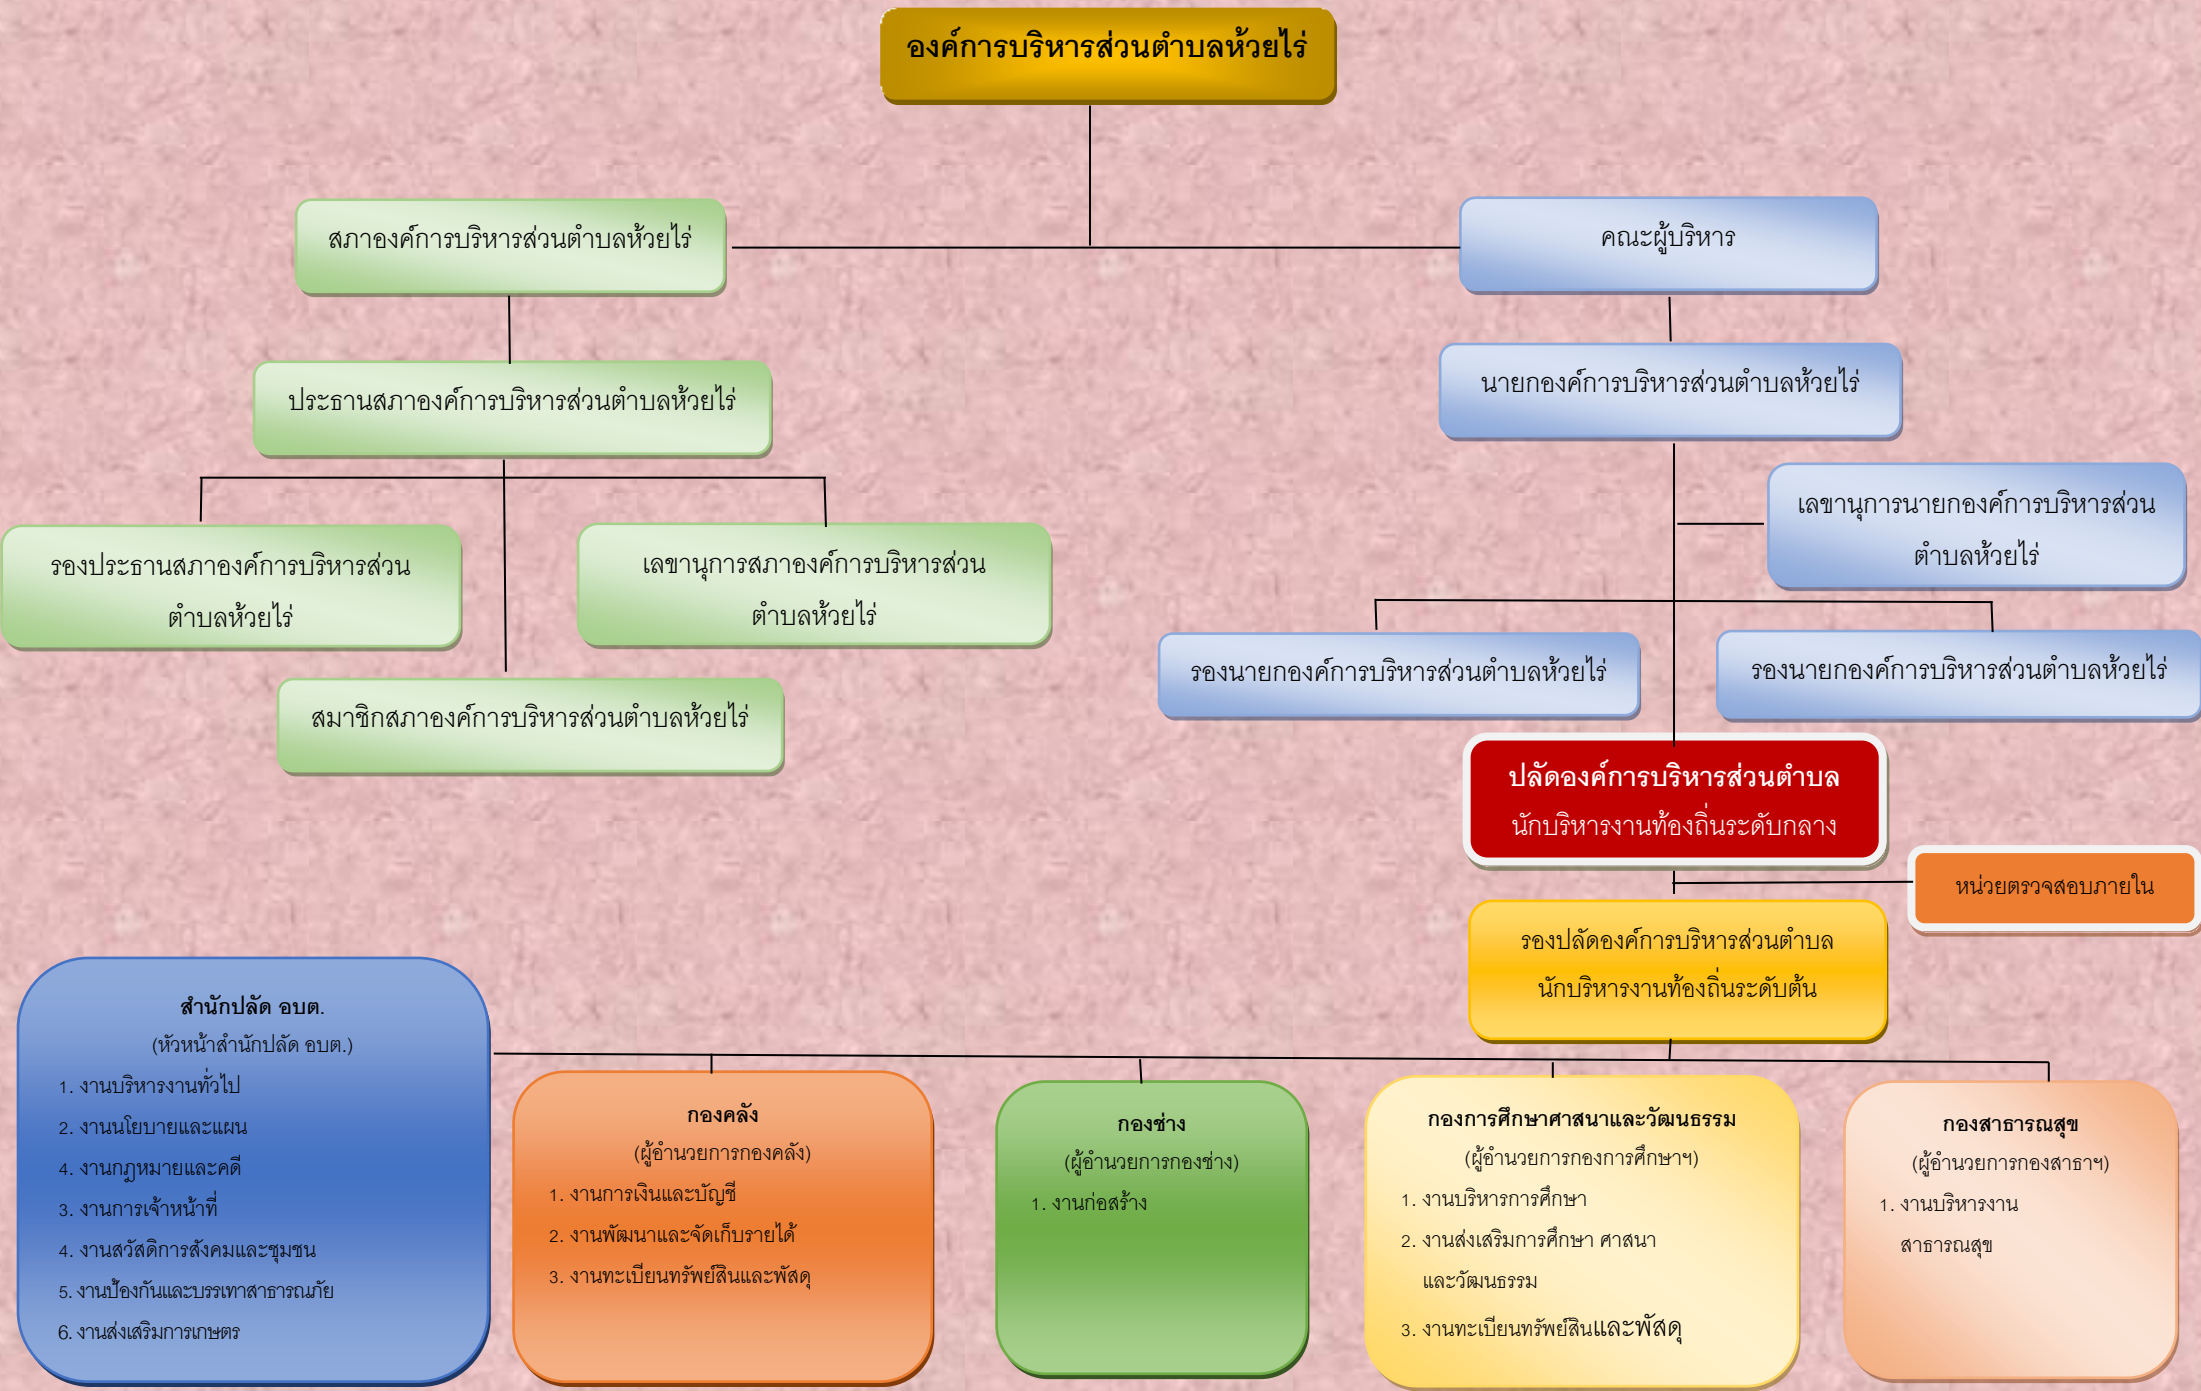 องค์การบริหารส่วนตำบลห้วยไร่
สภาองค์การบริหารส่วนตำบลห้วยไร่
คณะผู้บริหาร
ประธานสภาองค์การบริหารส่วนตำบลห้วยไร่
นายกองค์การบริหารส่วนตำบลห้วยไร่
รองประธานสภาองค์การบริหารส่วน
ตำบลห้วยไร่
เลขานุการสภาองค์การบริหารส่วน
ตำบลห้วยไร่
เลขานุการนายกองค์การบริหารส่วน
ตำบลห้วยไร่
สมาชิกสภาองค์การบริหารส่วนตำบลห้วยไร่
รองนายกองค์การบริหารส่วนตำบลห้วยไร่
รองนายกองค์การบริหารส่วนตำบลห้วยไร่
ปลัดองค์การบริหารส่วนตำบล
นักบริหารงานท้องถิ่นระดับกลาง
หน่วยตรวจสอบภายใน
รองปลัดองค์การบริหารส่วนตำบล
นักบริหารงานท้องถิ่นระดับต้น
สำนักปลัด อบต.
(หัวหน้าสำนักปลัด อบต.)
1. งานบริหารงานทั่วไป
2. งานนโยบายและแผน
4. งานกฎหมายและคดี
3. งานการเจ้าหน้าที่
4. งานสวัสดิการสังคมและชุมชน
5. งานป้องกันและบรรเทาสาธารณภัย
6. งานส่งเสริมการเกษตร
กองคลัง
(ผู้อำนวยการกองคลัง)
1. งานการเงินและบัญชี
2. งานพัฒนาและจัดเก็บรายได้
3. งานทะเบียนทรัพย์สินและพัสดุ
กองช่าง
(ผู้อำนวยการกองช่าง)
1. งานก่อสร้าง
กองการศึกษาศาสนาและวัฒนธรรม
(ผู้อำนวยการกองการศึกษาฯ)
1. งานบริหารการศึกษา
2. งานส่งเสริมการศึกษา ศาสนา
และวัฒนธรรม
3. งานทะเบียนทรัพย์สินและพัสดุ
กองสาธารณสุข
(ผู้อำนวยการกองสาธาฯ)
1. งานบริหารงาน
สาธารณสุข